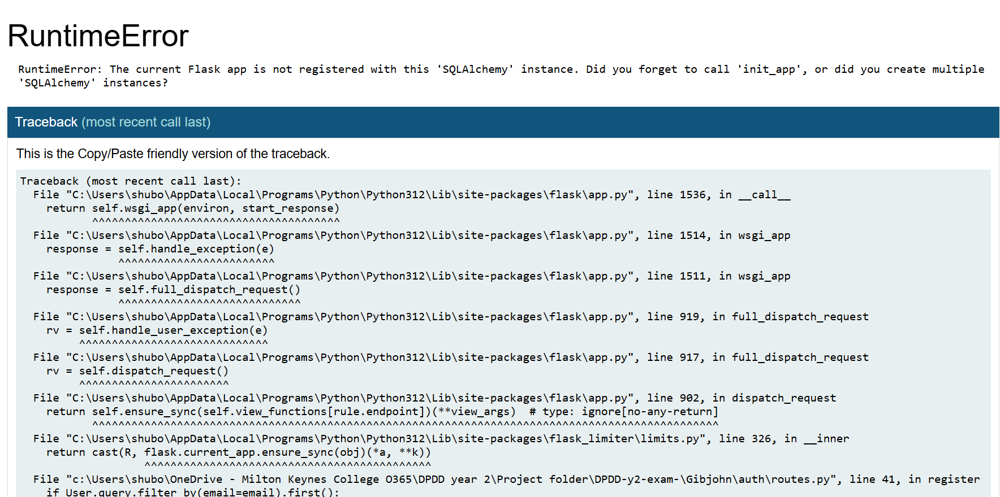 RuntimeError
RuntimeError: The current Flask app is not registered with this 'SQLAlchemy' instance. Did you forget to call 'init_app', or did you create multiple
'SQLAlchemy' instances?
Traceback (most recent call last)
This is the Copy/Paste friendly version of the traceback.
Traceback (most recent call last):
  File "C:\Users\shubo\AppData\Local\Programs\Python\Python312\Lib\site-packages\flask\app.py", line 1536, in __call__
    return self.wsgi_app(environ, start_response)
           ^^^^^^^^^^^^^^^^^^^^^^^^^^^^^^^^^^^^^^
  File "C:\Users\shubo\AppData\Local\Programs\Python\Python312\Lib\site-packages\flask\app.py", line 1514, in wsgi_app
    response = self.handle_exception(e)
               ^^^^^^^^^^^^^^^^^^^^^^^^
  File "C:\Users\shubo\AppData\Local\Programs\Python\Python312\Lib\site-packages\flask\app.py", line 1511, in wsgi_app
    response = self.full_dispatch_request()
               ^^^^^^^^^^^^^^^^^^^^^^^^^^^^
  File "C:\Users\shubo\AppData\Local\Programs\Python\Python312\Lib\site-packages\flask\app.py", line 919, in full_dispatch_request
    rv = self.handle_user_exception(e)
         ^^^^^^^^^^^^^^^^^^^^^^^^^^^^^
  File "C:\Users\shubo\AppData\Local\Programs\Python\Python312\Lib\site-packages\flask\app.py", line 917, in full_dispatch_request
    rv = self.dispatch_request()
         ^^^^^^^^^^^^^^^^^^^^^^^
  File "C:\Users\shubo\AppData\Local\Programs\Python\Python312\Lib\site-packages\flask\app.py", line 902, in dispatch_request
    return self.ensure_sync(self.view_functions[rule.endpoint])(**view_args)  # type: ignore[no-any-return]
           ^^^^^^^^^^^^^^^^^^^^^^^^^^^^^^^^^^^^^^^^^^^^^^^^^^^^^^^^^^^^^^^^^^^^^^^^^^^^^^^^^^^^^^^^^^^^^^^^
  File "C:\Users\shubo\AppData\Local\Programs\Python\Python312\Lib\site-packages\flask_limiter\limits.py", line 326, in __inner
    return cast(R, flask.current_app.ensure_sync(obj)(*a, **k))
                   ^^^^^^^^^^^^^^^^^^^^^^^^^^^^^^^^^^^^^^^^^^^^
  File "c:\Users\shubo\OneDrive - Milton Keynes College O365\DPDD year 2\Project folder\DPDD-y2-exam-\Gibjohn\auth\routes.py", line 41, in register
    if User.query.filter_by(email=email).first():